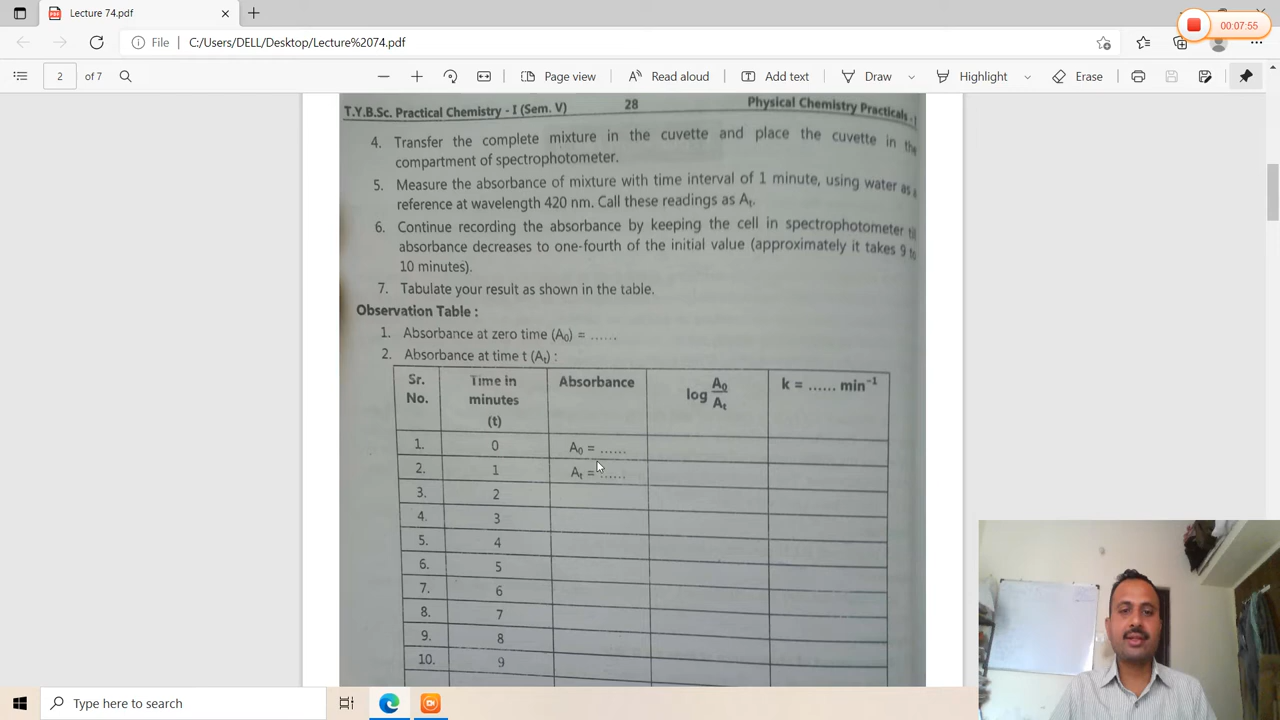 Lecture 74.pdf
00:07:55
File C:/Users/DELL/Desktop/Lecture%2074.pdf
2 of 7 Page view Read aloud Add text Draw Highlight Erase
T.Y.B.Sc. Practical Chemistry - I (Sem. V) 28 Physical Chemistry Practicals - I
4. Transfer the complete mixture in the cuvette and place the cuvette in the
compartment of spectrophotometer.
5. Measure the absorbance of mixture with time interval of 1 minute, using water as a
reference at wavelength 420 nm. Call these readings as Aₜ.
6. Continue recording the absorbance by keeping the cell in spectrophotometer till
absorbance decreases to one-fourth of the initial value (approximately it takes 9 to
10 minutes).
7. Tabulate your result as shown in the table.
Observation Table :
1. Absorbance at zero time (A₀) = ......
2. Absorbance at time t (Aₜ) :
Sr. No. Time in minutes (t) Absorbance log A₀/Aₜ k = ...... min⁻¹
1. 0 A₀ = ......
2. 1 Aₜ = ......
3. 2
4. 3
5. 4
6. 5
7. 6
8. 7
9. 8
10. 9
Type here to search